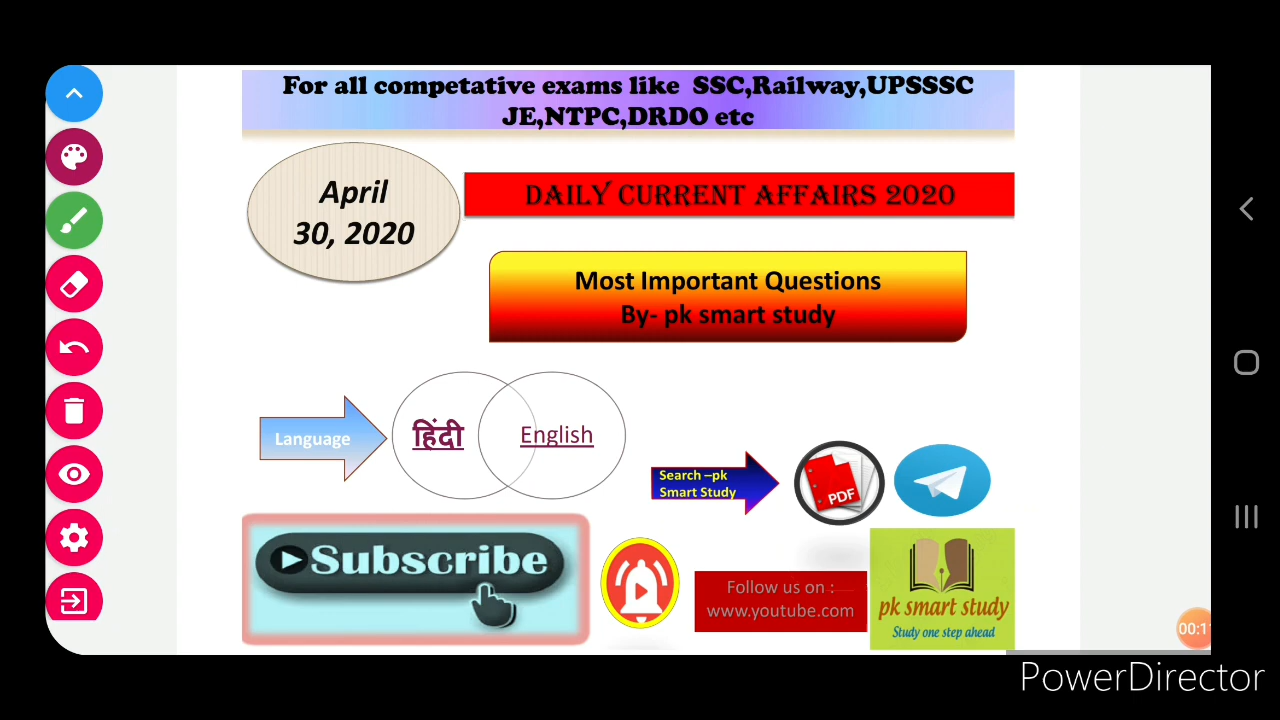 For all competative exams like SSC,Railway,UPSSSC
JE,NTPC,DRDO etc
April
30, 2020
DAILY CURRENT AFFAIRS 2020
Most Important Questions
By- pk smart study
Language
हिंदी
English
Search –pk
Smart Study
PDF
Subscribe
Follow us on :
www.youtube.com
pk smart study
Study one step ahead
00:11
PowerDirector